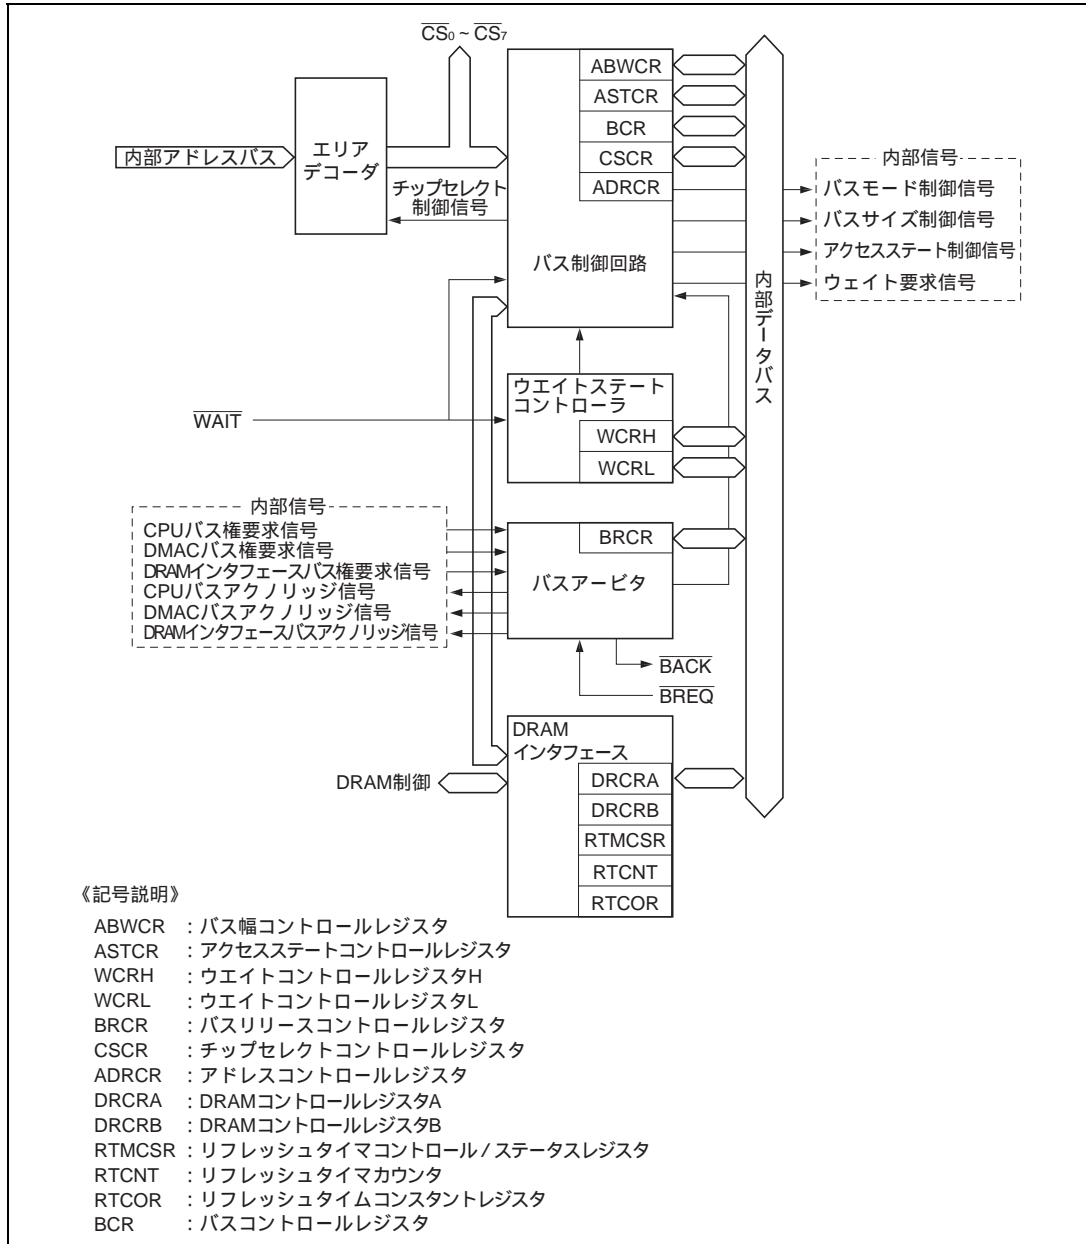 CS0~CS7
ABWCR
ASTCR
BCR
CSCR
ADRCR
バス制御回路
内部アドレスバス
エリア
デコーダ
チップセレクト
制御信号
内部信号
バスモード制御信号
バスサイズ制御信号
アクセスステート制御信号
ウェイト要求信号
内部データバス
WAIT
ウエイトステート
コントローラ
WCRH
WCRL
内部信号
CPUバス権要求信号
DMACバス権要求信号
DRAMインタフェースバス権要求信号
CPUバスアクノリッジ信号
DMACバスアクノリッジ信号
DRAMインタフェースバスアクノリッジ信号
BRCR
バスアービタ
BACK
BREQ
DRAM
インタフェース
DRAM制御
DRCRA
DRCRB
RTMCSR
RTCNT
RTCOR
《記号説明》
ABWCR :バス幅コントロールレジスタ
ASTCR :アクセスステートコントロールレジスタ
WCRH :ウエイトコントロールレジスタH
WCRL :ウエイトコントロールレジスタL
BRCR :バスリリースコントロールレジスタ
CSCR :チップセレクトコントロールレジスタ
ADRCR :アドレスコントロールレジスタ
DRCRA :DRAMコントロールレジスタA
DRCRB :DRAMコントロールレジスタB
RTMCSR :リフレッシュタイマコントロール/ステータスレジスタ
RTCNT :リフレッシュタイマカウンタ
RTCOR :リフレッシュタイムコンスタントレジスタ
BCR :バスコントロールレジスタ